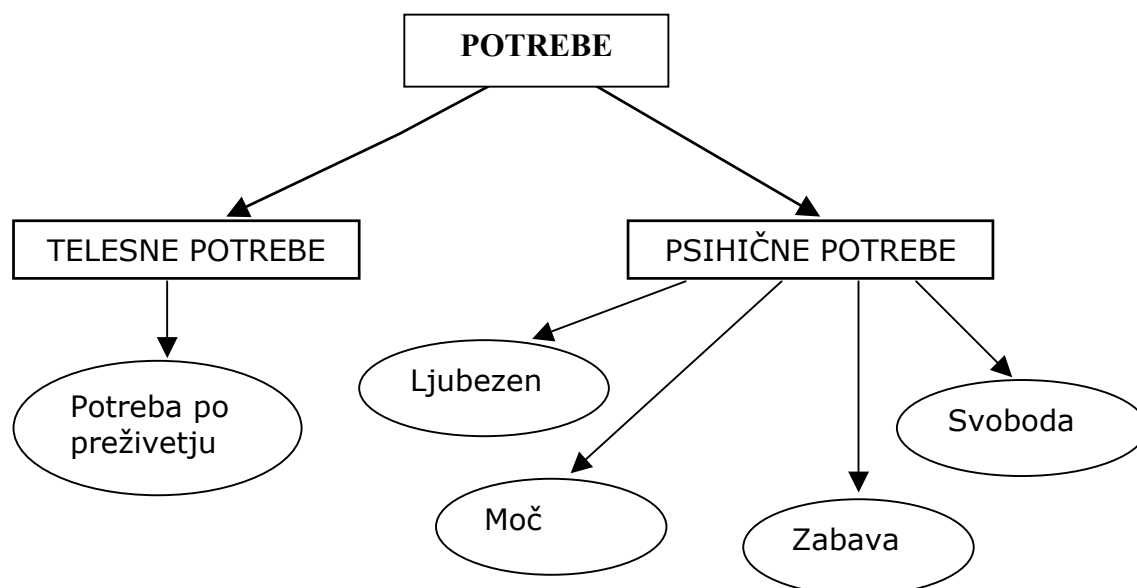 POTREBE
TELESNE POTREBE
PSIHIČNE POTREBE
Potreba po
preživetju
Ljubezen
Svoboda
Moč
Zabava